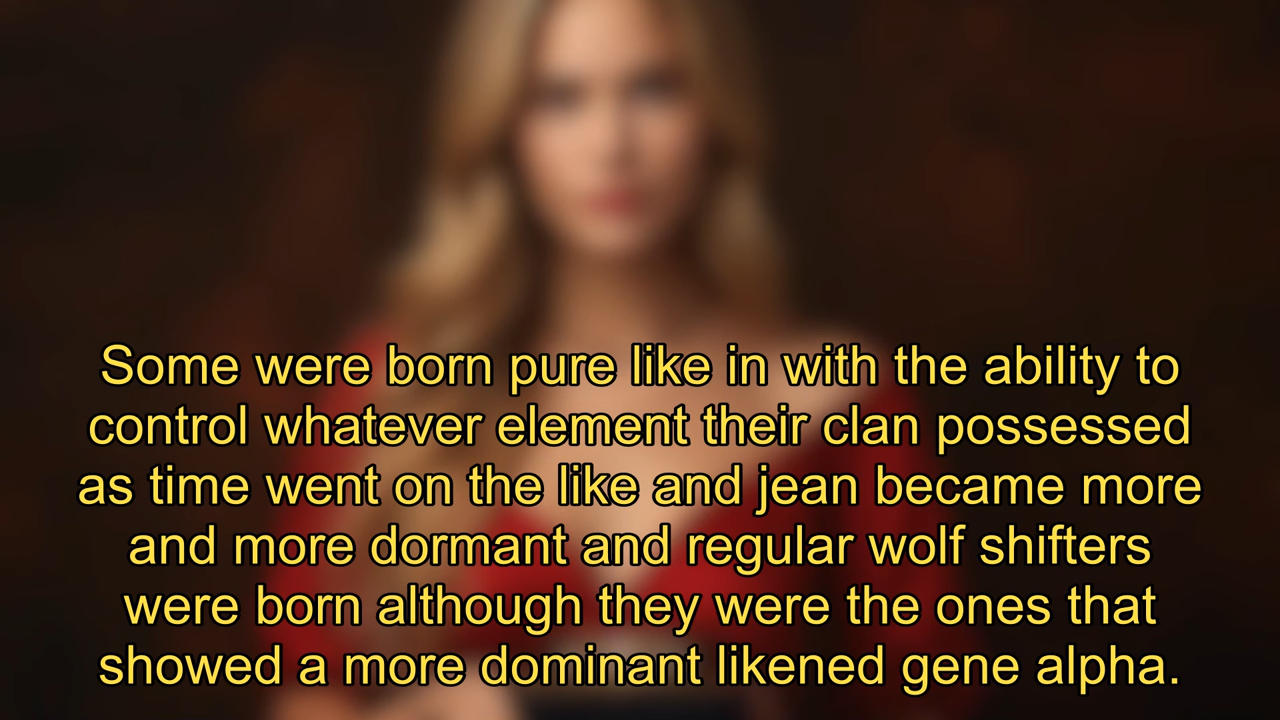 Some were born pure like in with the ability to
control whatever element their clan possessed
as time went on the like and jean became more
and more dormant and regular wolf shifters
were born although they were the ones that
showed a more dominant likened gene alpha.